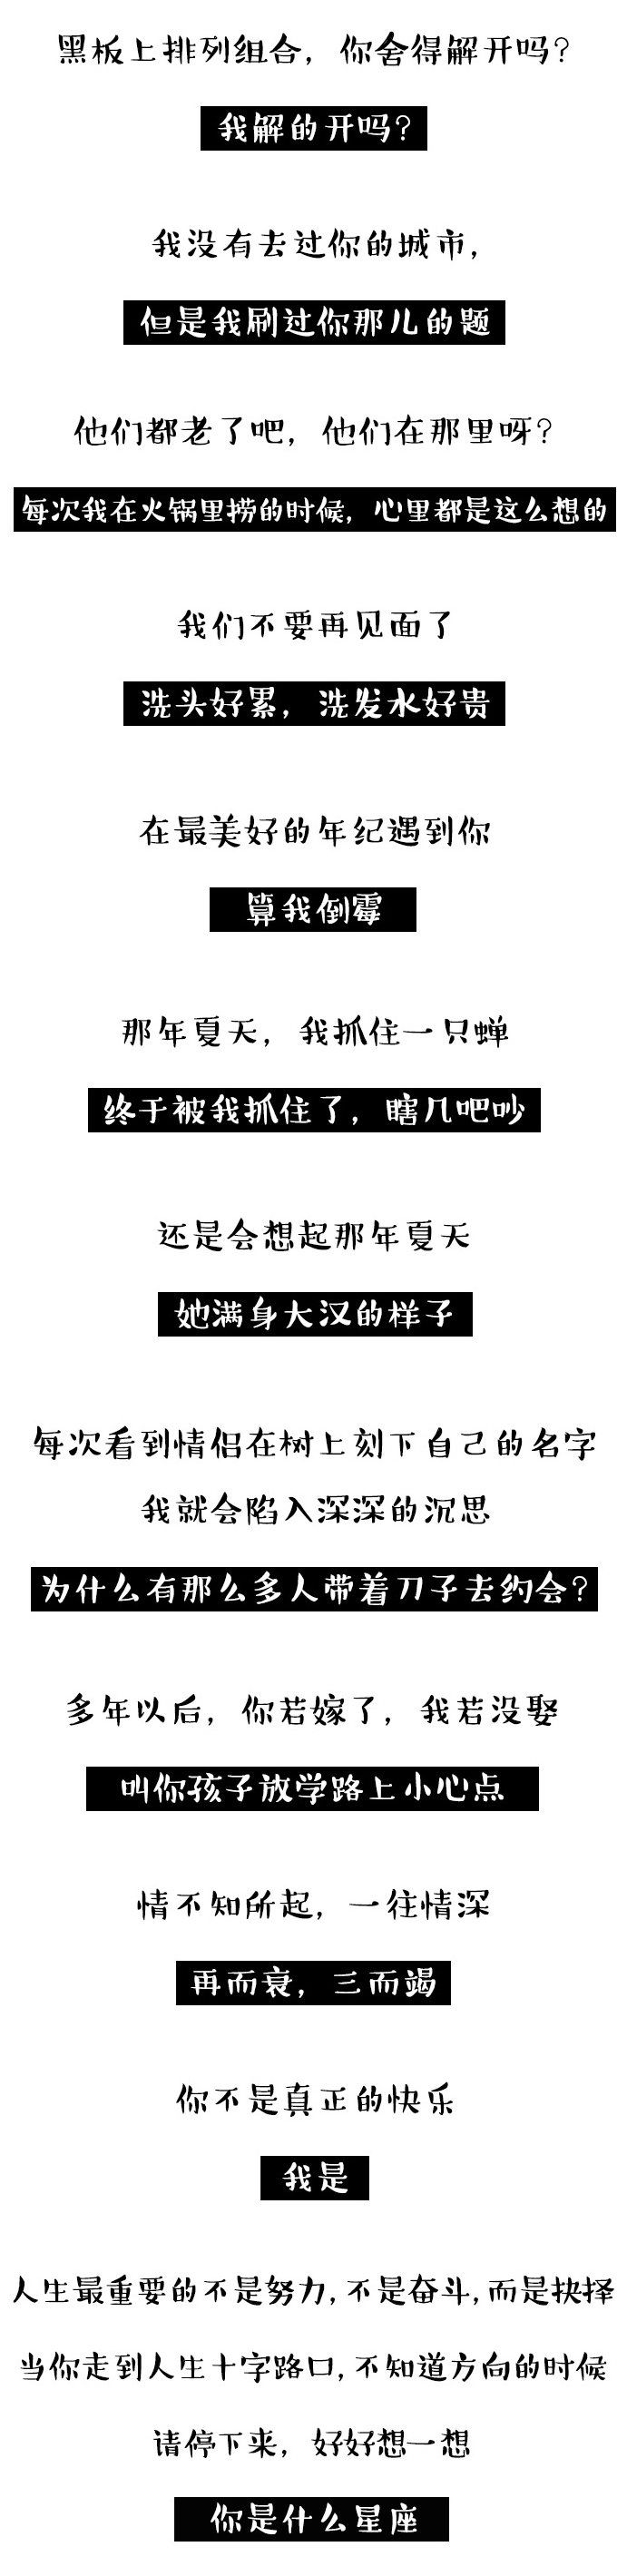 黑板上排列组合，你舍得解开吗？
我解的开吗？
我没有去过你的城市，
但是我刷过你那儿的题
他们都老了吧，他们在那里呀？
每次我在火锅里捞的时候，心里都是这么想的
我们不要再见面了
洗头好累，洗发水好贵
在最美好的年纪遇到你
算我倒霉
那年夏天，我抓住一只蝉
终于被我抓住了，瞎几吧吵
还是会想起那年夏天
她满身大汉的样子
每次看到情侣在树上刻下自己的名字
我就会陷入深深的沉思
为什么有那么多人带着刀子去约会？
多年以后，你若嫁了，我若没娶
叫你孩子放学路上小心点
情不知所起，一往情深
再而衰，三而竭
你不是真正的快乐
我是
人生最重要的不是努力，不是奋斗，而是抉择
当你走到人生十字路口，不知道方向的时候
请停下来，好好想一想
你是什么星座